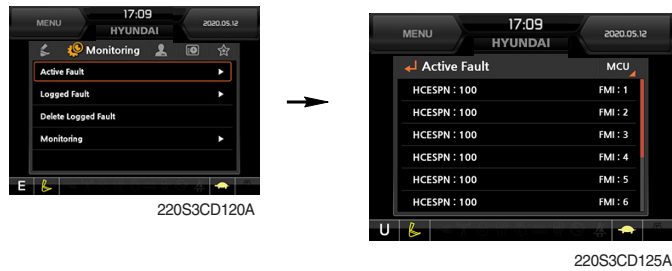 MENU 17:09 2020.05.12
HYUNDAI
Monitoring
Active Fault
Logged Fault
Delete Logged Fault
Monitoring
E
220S3CD120A
MENU 17:09 2020.05.12
HYUNDAI
Active Fault MCU
HCESPN : 100 FMI : 1
HCESPN : 100 FMI : 2
HCESPN : 100 FMI : 3
HCESPN : 100 FMI : 4
HCESPN : 100 FMI : 5
HCESPN : 100 FMI : 6
U
220S3CD125A